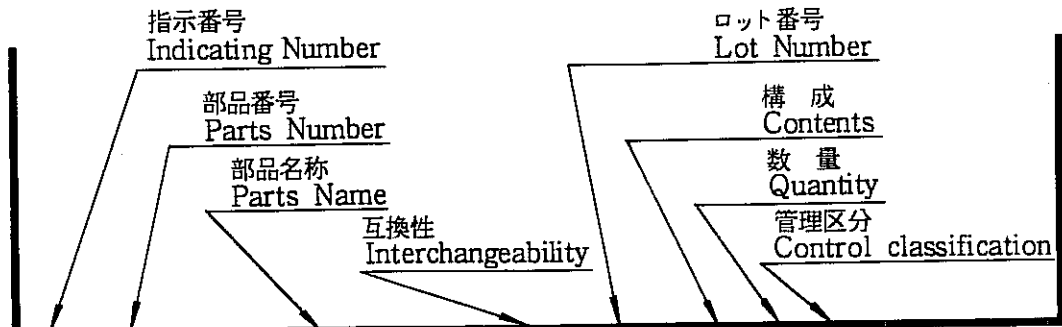 指示番号
Indicating Number
部品番号
Parts Number
部品名称
Parts Name
互換性
Interchangeability
ロット番号
Lot Number
構 成
Contents
数 量
Quantity
管理区分
Control classification